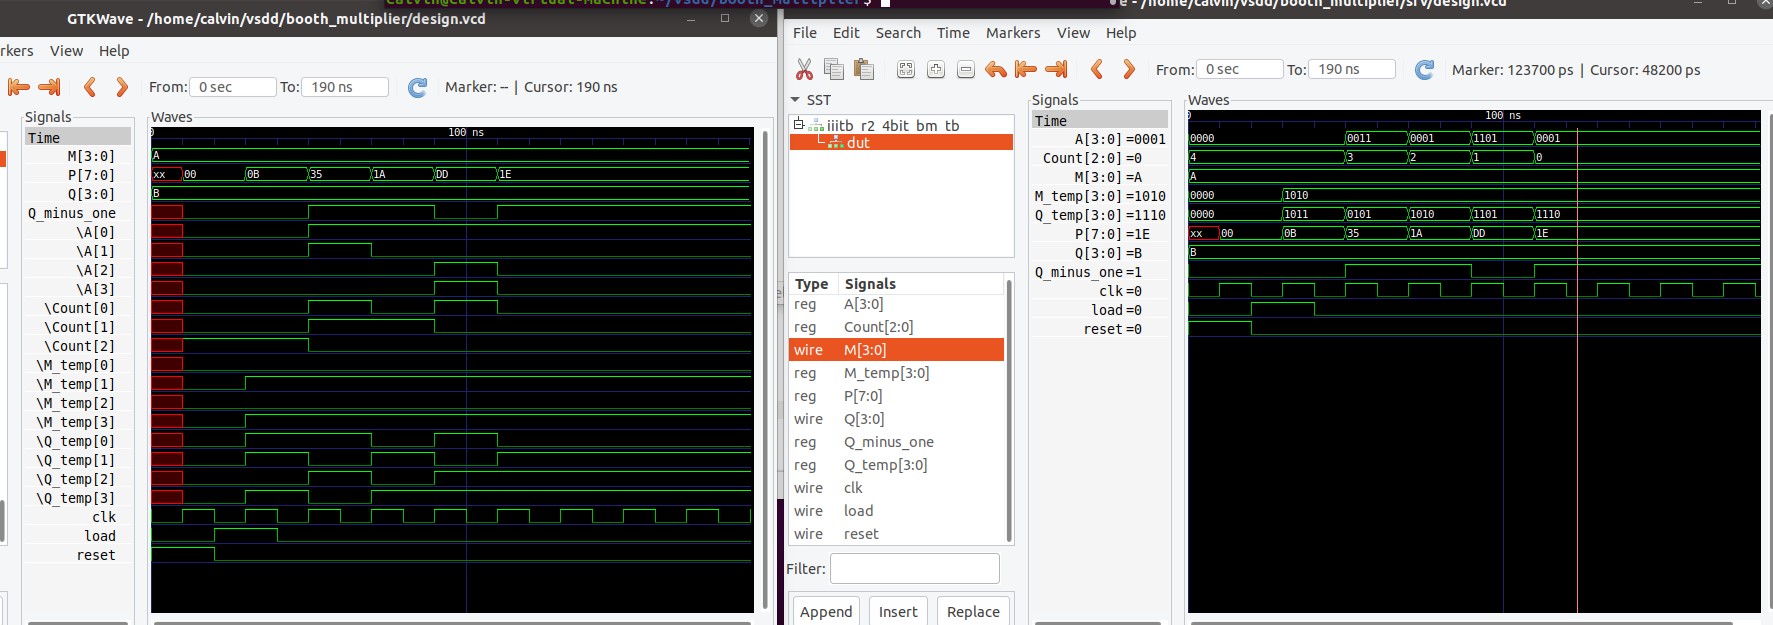 Calvin@Calvin-Virtual-Machine:~/vsdd/booth_multiplier$
GTKWave - /home/calvin/vsdd/booth_multiplier/design.vcd
rkers View Help
From: 0 sec To: 190 ns Marker: -- | Cursor: 190 ns
Signals
Time
M[3:0]
P[7:0]
Q[3:0]
Q_minus_one
\A[0]
\A[1]
\A[2]
\A[3]
\Count[0]
\Count[1]
\Count[2]
\M_temp[0]
\M_temp[1]
\M_temp[2]
\M_temp[3]
\Q_temp[0]
\Q_temp[1]
\Q_temp[2]
\Q_temp[3]
clk
load
reset
Waves
0 100 ns
A
xx 00 0B 35 1A DD 1E
B
e - /home/calvin/vsdd/booth_multiplier/srv/design.vcd
File Edit Search Time Markers View Help
From: 0 sec To: 190 ns Marker: 123700 ps | Cursor: 48200 ps
SST
iiitb_r2_4bit_bm_tb
dut
Type Signals
reg A[3:0]
reg Count[2:0]
wire M[3:0]
reg M_temp[3:0]
reg P[7:0]
wire Q[3:0]
reg Q_minus_one
reg Q_temp[3:0]
wire clk
wire load
wire reset
Filter:
Append Insert Replace
Signals
Time
A[3:0]=0001
Count[2:0]=0
M[3:0]=A
M_temp[3:0]=1010
Q_temp[3:0]=1110
P[7:0]=1E
Q[3:0]=B
Q_minus_one=1
clk=0
load=0
reset=0
Waves
0 100 ns
0000 0011 0001 1101 0001
4 3 2 1 0
A
0000 1010
0000 1011 0101 1010 1101 1110
xx 00 0B 35 1A DD 1E
B